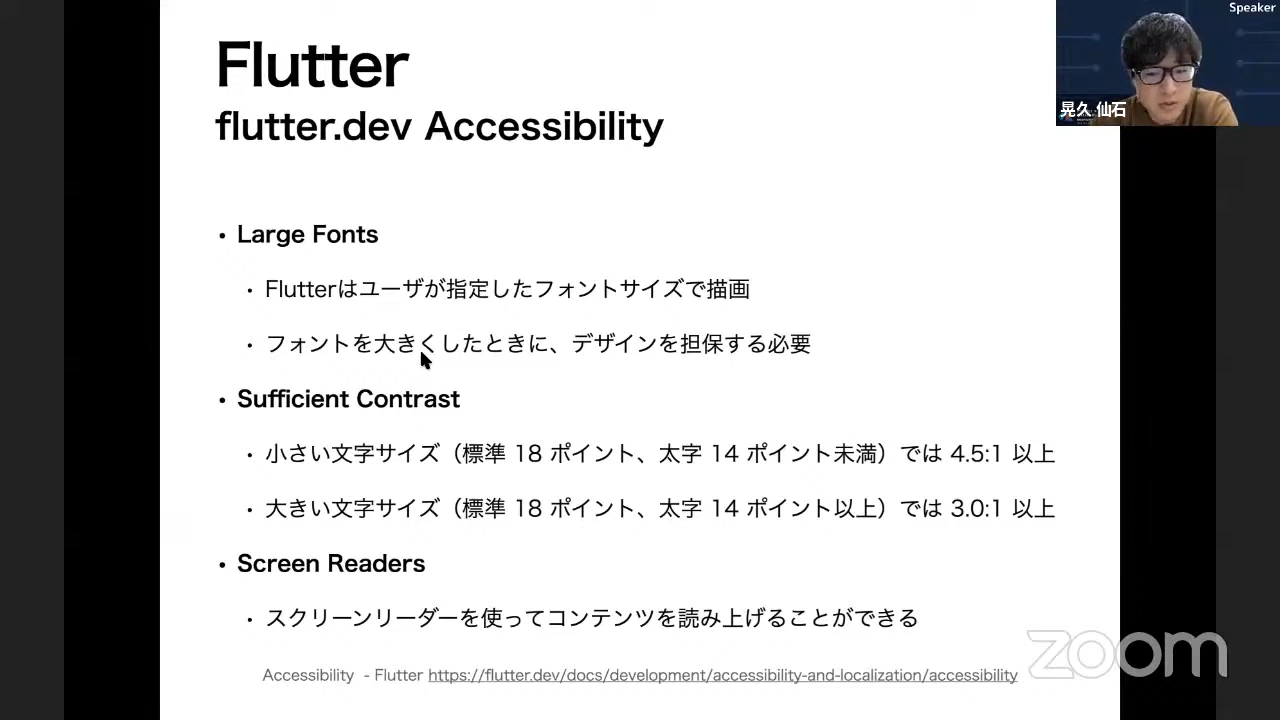 Speaker
晃久 仙石
Flutter
flutter.dev Accessibility
• Large Fonts
• Flutterはユーザが指定したフォントサイズで描画
• フォントを大きくしたときに、デザインを担保する必要
• Sufficient Contrast
• 小さい文字サイズ（標準 18 ポイント、太字 14 ポイント未満）では 4.5:1 以上
• 大きい文字サイズ（標準 18 ポイント、太字 14 ポイント以上）では 3.0:1 以上
• Screen Readers
• スクリーンリーダーを使ってコンテンツを読み上げることができる
Accessibility - Flutter https://flutter.dev/docs/development/accessibility-and-localization/accessibility
zoom